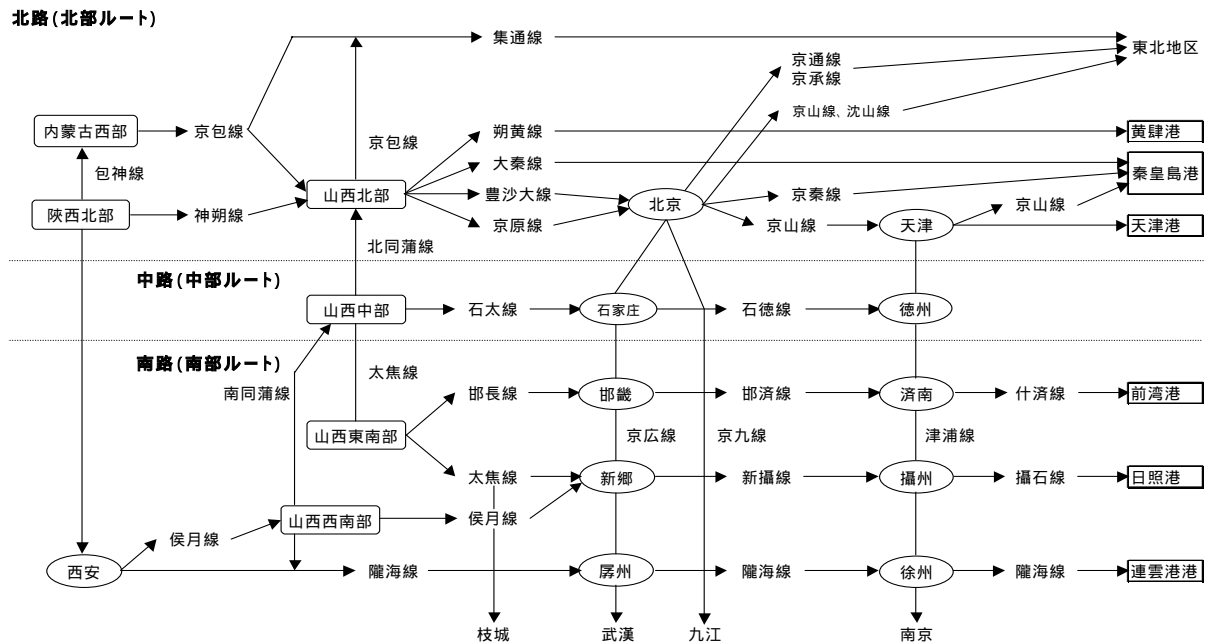 北路(北部ルート)
集通線
京通線
京承線
東北地区
京山線、沈山線
内蒙古西部
京包線
京包線
朔黄線
黄肆港
包神線
大秦線
秦皇島港
山西北部
豊沙大線
北京
京秦線
陝西北部
神朔線
京原線
京山線
天津
京山線
天津港
北同蒲線
中路(中部ルート)
山西中部
石太線
石家庄
石徳線
徳州
南路(南部ルート)
太焦線
南同蒲線
邯長線
邯畿
邯済線
済南
什済線
前湾港
山西東南部
京広線
京九線
津浦線
太焦線
新郷
新攝線
攝州
攝石線
日照港
山西西南部
侯月線
侯月線
西安
隴海線
孱州
隴海線
徐州
隴海線
連雲港港
枝城
武漢
九江
南京